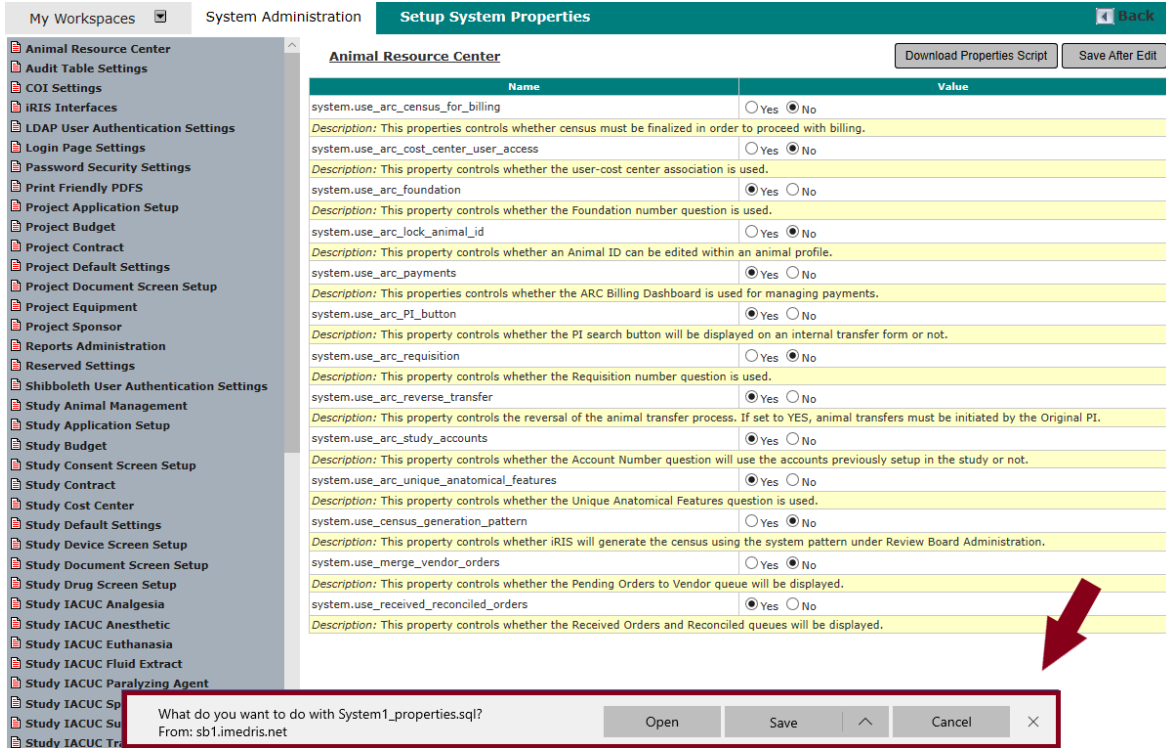 My Workspaces
System Administration
Setup System Properties
Back
Animal Resource Center
Audit Table Settings
COI Settings
iRIS Interfaces
LDAP User Authentication Settings
Login Page Settings
Password Security Settings
Print Friendly PDFS
Project Application Setup
Project Budget
Project Contract
Project Default Settings
Project Document Screen Setup
Project Equipment
Project Sponsor
Reports Administration
Reserved Settings
Shibboleth User Authentication Settings
Study Animal Management
Study Application Setup
Study Budget
Study Consent Screen Setup
Study Contract
Study Cost Center
Study Default Settings
Study Device Screen Setup
Study Document Screen Setup
Study Drug Screen Setup
Study IACUC Analgesia
Study IACUC Anesthetic
Study IACUC Euthanasia
Study IACUC Fluid Extract
Study IACUC Paralyzing Agent
Study IACUC Sp
Study IACUC Su
Study IACUC Tra
Animal Resource Center
Download Properties Script
Save After Edit
Name Value
system.use_arc_census_for_billing Yes No
Description: This properties controls whether census must be finalized in order to proceed with billing.
system.use_arc_cost_center_user_access Yes No
Description: This property controls whether the user-cost center association is used.
system.use_arc_foundation Yes No
Description: This property controls whether the Foundation number question is used.
system.use_arc_lock_animal_id Yes No
Description: This property controls whether an Animal ID can be edited within an animal profile.
system.use_arc_payments Yes No
Description: This properties controls whether the ARC Billing Dashboard is used for managing payments.
system.use_arc_PI_button Yes No
Description: This property controls whether the PI search button will be displayed on an internal transfer form or not.
system.use_arc_requisition Yes No
Description: This property controls whether the Requisition number question is used.
system.use_arc_reverse_transfer Yes No
Description: This property controls the reversal of the animal transfer process. If set to YES, animal transfers must be initiated by the Original PI.
system.use_arc_study_accounts Yes No
Description: This property controls whether the Account Number question will use the accounts previously setup in the study or not.
system.use_arc_unique_anatomical_features Yes No
Description: This property controls whether the Unique Anatomical Features question is used.
system.use_census_generation_pattern Yes No
Description: This property controls whether iRIS will generate the census using the system pattern under Review Board Administration.
system.use_merge_vendor_orders Yes No
Description: This property controls whether the Pending Orders to Vendor queue will be displayed.
system.use_received_reconciled_orders Yes No
Description: This property controls whether the Received Orders and Reconciled queues will be displayed.
What do you want to do with System1_properties.sql?
From: sb1.imedris.net
Open
Save
Cancel